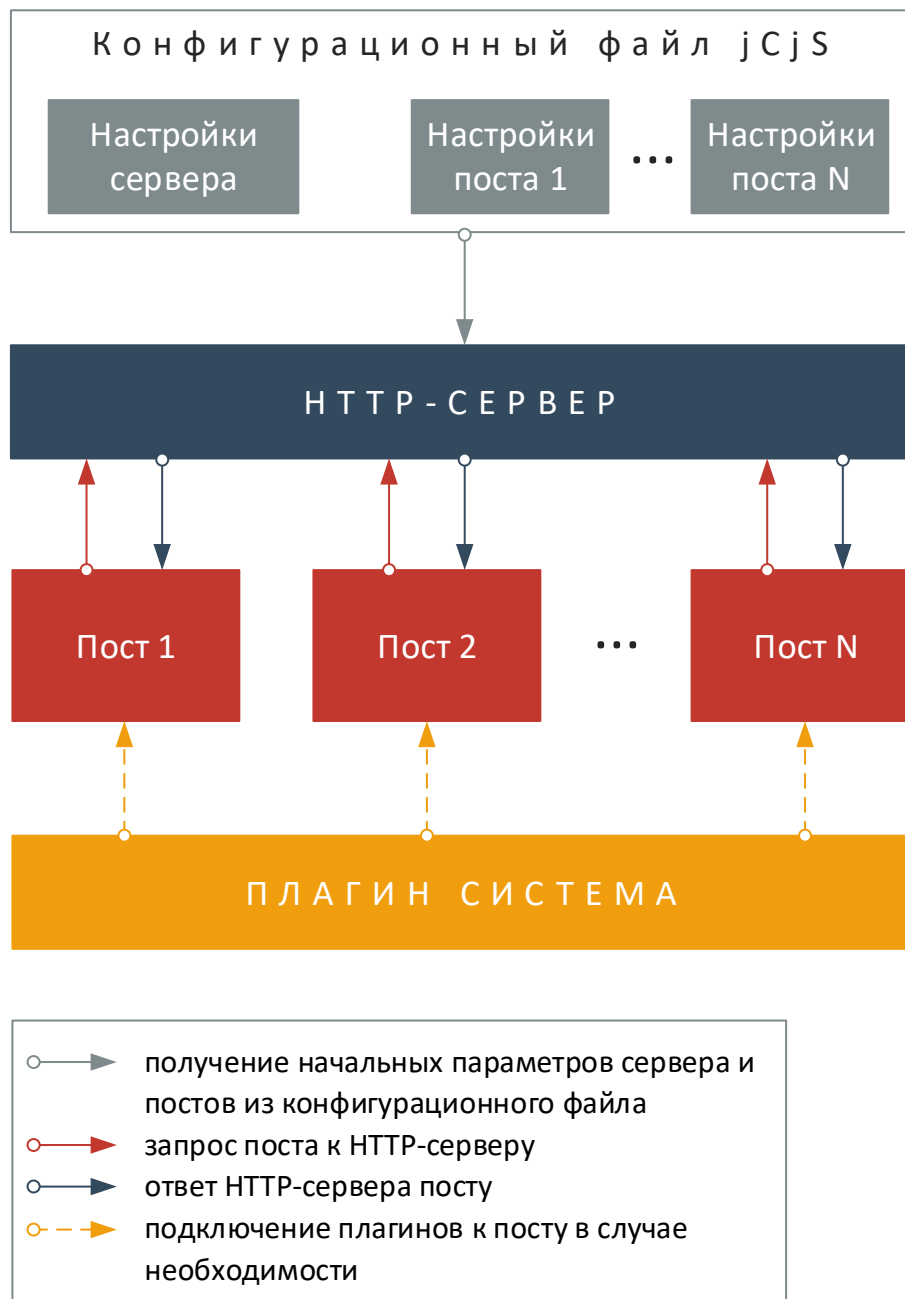 Конфигурационный файл jCjS
Настройки
сервера
Настройки
поста 1
...
Настройки
поста N
HTTP-СЕРВЕР
Пост 1
Пост 2
...
Пост N
ПЛАГИН СИСТЕМА
получение начальных параметров сервера и
постов из конфигурационного файла
запрос поста к HTTP-серверу
ответ HTTP-сервера посту
подключение плагинов к посту в случае
необходимости